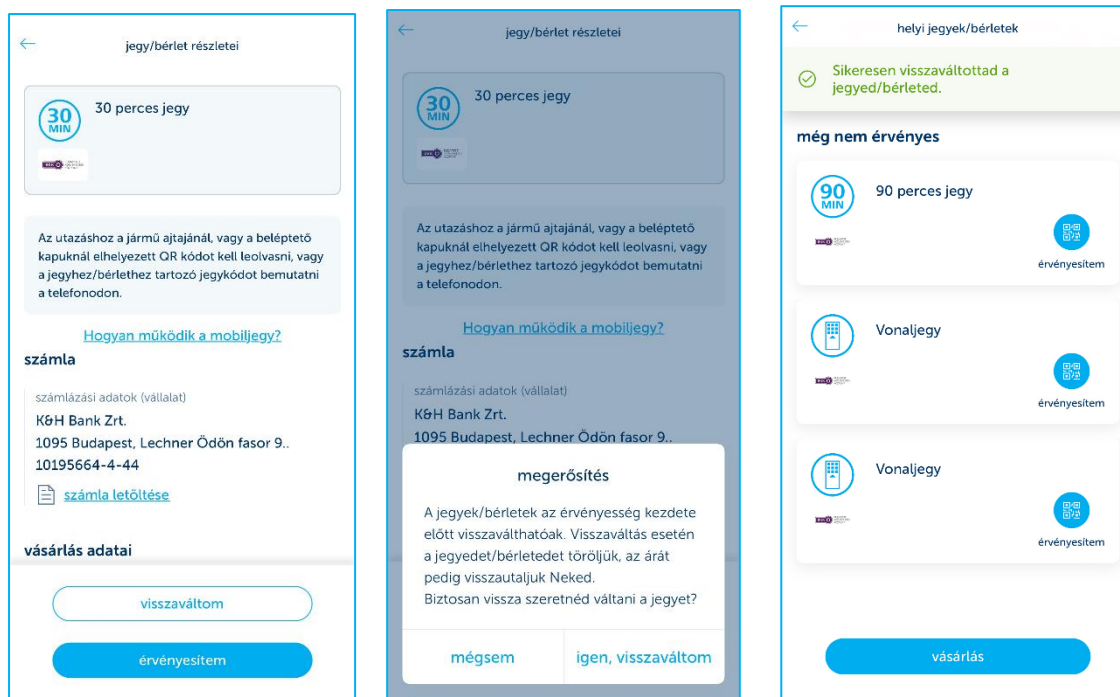 jegy/bérlet részletei
30
MIN
30 perces jegy
Az utazáshoz a jármű ajtajánál, vagy a beléptető
kapuknál elhelyezett QR kódot kell leolvasni, vagy
a jegyhez/bérlethez tartozó jegykódot bemutatni
a telefonodon.
Hogyan működik a mobiljegy?
számla
számlázási adatok (vállalat)
K&H Bank Zrt.
1095 Budapest, Lechner Ödön fasor 9..
10195664-4-44
számla letöltése
vásárlás adatai
visszaváltom
érvényesítem
jegy/bérlet részletei
30
MIN
30 perces jegy
Az utazáshoz a jármű ajtajánál, vagy a beléptető
kapuknál elhelyezett QR kódot kell leolvasni, vagy
a jegyhez/bérlethez tartozó jegykódot bemutatni
a telefonodon.
Hogyan működik a mobiljegy?
számla
számlázási adatok (vállalat)
K&H Bank Zrt.
1095 Budapest, Lechner Ödön fasor 9..
megerősítés
A jegyek/bérletek az érvényesség kezdete
előtt visszaválthatóak. Visszaváltás esetén
a jegyedet/bérletedet töröljük, az árát
pedig visszautaljuk Neked.
Biztosan vissza szeretnéd váltani a jegyet?
mégsem
igen, visszaváltom
helyi jegyek/bérletek
Sikeresen visszaváltottad a
jegyed/bérleted.
még nem érvényes
90
MIN
90 perces jegy
érvényesítem
Vonaljegy
érvényesítem
Vonaljegy
érvényesítem
vásárlás